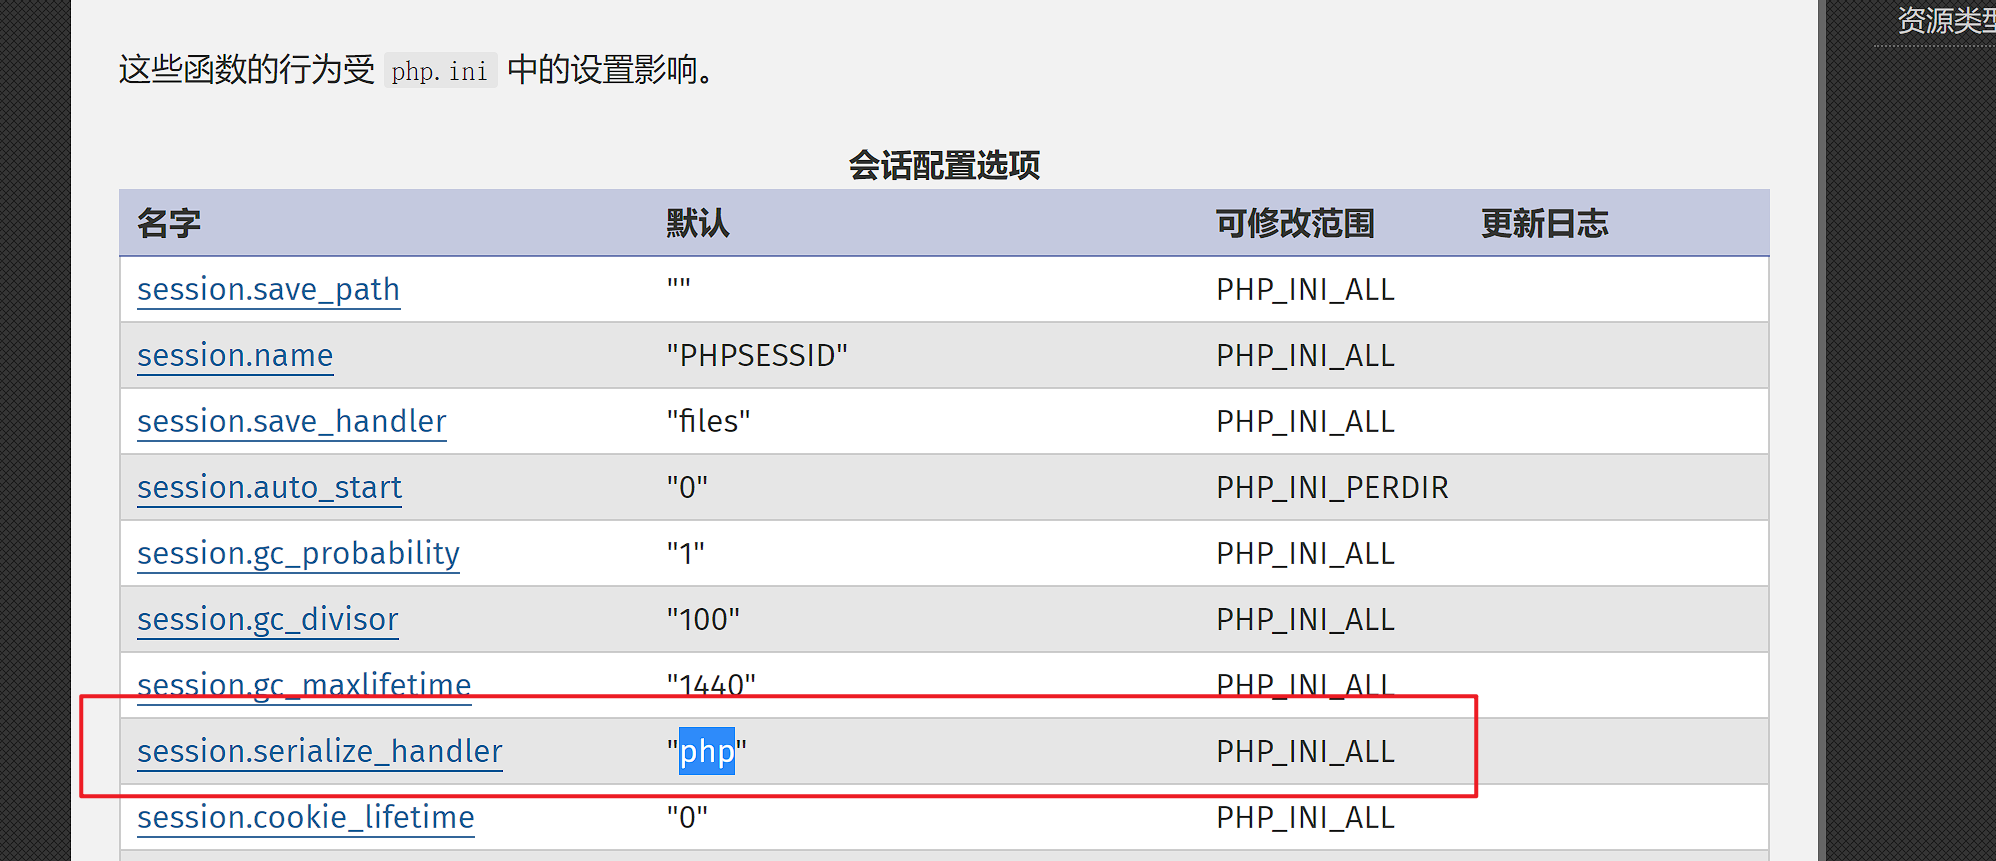 资源类型
这些函数的行为受 php.ini 中的设置影响。
会话配置选项
名字 默认 可修改范围 更新日志
session.save_path "" PHP_INI_ALL
session.name "PHPSESSID" PHP_INI_ALL
session.save_handler "files" PHP_INI_ALL
session.auto_start "0" PHP_INI_PERDIR
session.gc_probability "1" PHP_INI_ALL
session.gc_divisor "100" PHP_INI_ALL
session.gc_maxlifetime "1440" PHP_INI_ALL
session.serialize_handler "php" PHP_INI_ALL
session.cookie_lifetime "0" PHP_INI_ALL